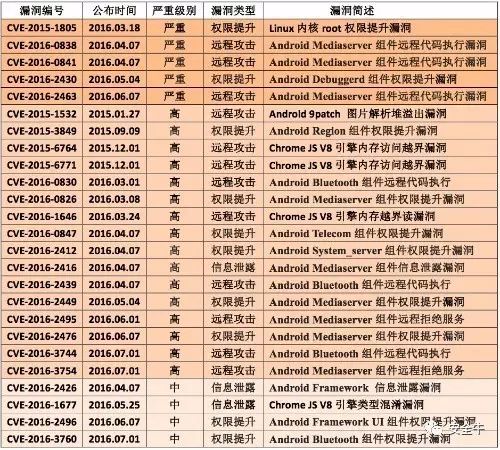 漏洞编号 公布时间 严重级别 漏洞类型 漏洞简述
CVE-2015-1805 2016.03.18 严重 权限提升 Linux 内核 root 权限提升漏洞
CVE-2016-0838 2016.04.07 严重 远程攻击 Android Mediaserver 组件远程代码执行漏洞
CVE-2016-0841 2016.04.07 严重 远程攻击 Android Mediaserver 组件远程代码执行漏洞
CVE-2016-2430 2016.05.04 严重 权限提升 Android Debuggerd 组件权限提升漏洞
CVE-2016-2463 2016.06.07 严重 远程攻击 Android Mediaserver 组件远程代码执行漏洞
CVE-2015-1532 2015.01.27 高 远程攻击 Android 9patch 图片解析堆溢出漏洞
CVE-2015-3849 2015.09.09 高 权限提升 Android Region 组件权限提升漏洞
CVE-2015-6764 2015.12.01 高 远程攻击 Chrome JS V8 引擎内存访问越界漏洞
CVE-2015-6771 2015.12.01 高 远程攻击 Chrome JS V8 引擎内存访问越界漏洞
CVE-2016-0830 2016.03.01 高 远程攻击 Android Bluetooth 组件远程代码执行
CVE-2016-0826 2016.03.08 高 权限提升 Android Mediaserver 组件权限提升漏洞
CVE-2016-1646 2016.03.24 高 远程攻击 Chrome JS V8 引擎内存越界读漏洞
CVE-2016-0847 2016.04.07 高 权限提升 Android Telecom 组件权限提升漏洞
CVE-2016-2412 2016.04.07 高 权限提升 Android System_server 组件权限提升漏洞
CVE-2016-2416 2016.04.07 高 信息泄露 Android Mediaserver 组件信息泄露漏洞
CVE-2016-2439 2016.04.07 高 远程攻击 Android Bluetooth 组件远程代码执行
CVE-2016-2449 2016.05.04 高 权限提升 Android Mediaserver 组件权限提升漏洞
CVE-2016-2495 2016.06.01 高 远程攻击 Android Mediaserver 组件远程拒绝服务
CVE-2016-2476 2016.06.07 高 权限提升 Android Mediaserver 组件权限提升漏洞
CVE-2016-3744 2016.07.01 高 远程攻击 Android Bluetooth 组件远程代码执行
CVE-2016-3754 2016.07.01 高 远程攻击 Android Mediaserver 组件远程拒绝服务
CVE-2016-2426 2016.04.07 中 信息泄露 Android Framework 信息泄露漏洞
CVE-2016-1677 2016.05.25 中 信息泄露 Chrome JS V8 引擎类型混淆漏洞
CVE-2016-2496 2016.06.07 中 权限提升 Android Framework UI 组件权限提升漏洞
CVE-2016-3760 2016.07.01 中 权限提升 Android Bluetooth 组件权限提升漏洞
安全牛